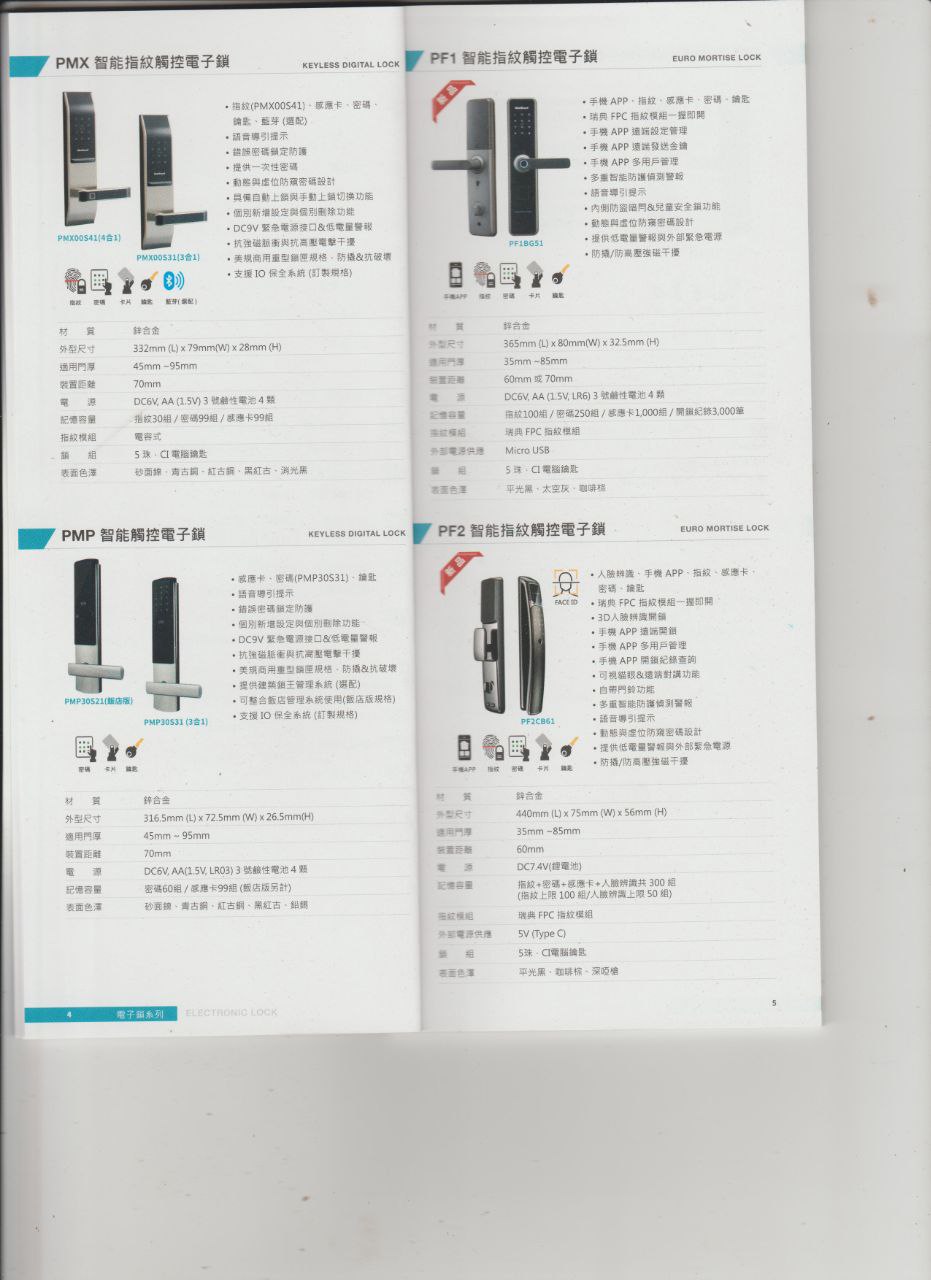 PMX 智能指紋觸控電子鎖
KEYLESS DIGITAL LOCK
• 指紋(PMX00S41)、感應卡、密碼、
鑰匙、藍芽 (選配)
• 語音導引提示
• 錯誤密碼鎖定防護
• 提供一次性密碼
• 動態與虛位防窺密碼設計
• 具備自動上鎖與手動上鎖切換功能
• 個別新增設定與個別刪除功能
• DC9V 緊急電源接口&低電量警報
• 抗強磁脈衝與抗高壓電擊干擾
• 美規商用重型鎖匣規格、防撬&抗破壞
• 支援 IO 保全系統 (訂製規格)
PMX00S41(4合1)
PMX00S31(3合1)
指紋 密碼 卡片 鑰匙 藍芽(選配)
材 質 鋅合金
外型尺寸 332mm (L) x 79mm(W) x 28mm (H)
適用門厚 45mm ~95mm
裝置距離 70mm
電 源 DC6V, AA (1.5V) 3 號鹼性電池 4 顆
記憶容量 指紋30組 / 密碼99組 / 感應卡99組
指紋模組 電容式
鎖 組 5 珠、CI 電腦鑰匙
表面色澤 砂面鎳、青古銅、紅古銅、黑紅古、消光黑
PMP 智能觸控電子鎖
KEYLESS DIGITAL LOCK
• 感應卡、密碼(PMP30S31)、鑰匙
• 語音導引提示
• 錯誤密碼鎖定防護
• 個別新增設定與個別刪除功能
• DC9V 緊急電源接口&低電量警報
• 抗強磁脈衝與抗高壓電擊干擾
• 美規商用重型鎖匣規格、防撬&抗破壞
• 提供建築鎖王管理系統 (選配)
• 可整合飯店管理系統使用(飯店版規格)
• 支援 IO 保全系統 (訂製規格)
PMP30S21(飯店版)
PMP30S31 (3合1)
密碼 卡片 鑰匙
材 質 鋅合金
外型尺寸 316.5mm (L) x 72.5mm (W) x 26.5mm(H)
適用門厚 45mm ~ 95mm
裝置距離 70mm
電 源 DC6V, AA(1.5V, LR03) 3 號鹼性電池 4 顆
記憶容量 密碼60組 / 感應卡99組 (飯店版另計)
表面色澤 砂面鎳、青古銅、紅古銅、黑紅古、鉛錫
4 電子鎖系列 ELECTRONIC LOCK
PF1 智能指紋觸控電子鎖
EURO MORTISE LOCK
新品
• 手機 APP、指紋、感應卡、密碼、鑰匙
• 瑞典 FPC 指紋模組一握即開
• 手機 APP 遠端設定管理
• 手機 APP 遠端發送金鑰
• 手機 APP 多用戶管理
• 多重智能防護偵測警報
• 語音導引提示
• 內側防盜暗閂&兒童安全鎖功能
• 動態與虛位防窺密碼設計
• 提供低電量警報與外部緊急電源
• 防撬/防高壓強磁干擾
PF1BG51
手機APP 指紋 密碼 卡片 鑰匙
材 質 鋅合金
外型尺寸 365mm (L) x 80mm(W) x 32.5mm (H)
適用門厚 35mm ~85mm
裝置距離 60mm 或 70mm
電 源 DC6V, AA (1.5V, LR6) 3 號鹼性電池 4 顆
記憶容量 指紋100組 / 密碼250組 / 感應卡1,000組 / 開鎖紀錄3,000筆
指紋模組 瑞典 FPC 指紋模組
外部電源供應 Micro USB
鎖 組 5 珠、CI 電腦鑰匙
表面色澤 平光黑、太空灰、咖啡棕
PF2 智能指紋觸控電子鎖
EURO MORTISE LOCK
新品
FACE ID
• 人臉辨識、手機 APP、指紋、感應卡、
密碼、鑰匙
• 瑞典 FPC 指紋模組一握即開
• 3D人臉辨識開鎖
• 手機 APP 遠端開鎖
• 手機 APP 多用戶管理
• 手機 APP 開鎖紀錄查詢
• 可視貓眼&遠端對講功能
• 自帶門鈴功能
• 多重智能防護偵測警報
• 語音導引提示
• 動態與虛位防窺密碼設計
• 提供低電量警報與外部緊急電源
• 防撬/防高壓強磁干擾
PF2CB61
手機APP 指紋 密碼 卡片 鑰匙
材 質 鋅合金
外型尺寸 440mm (L) x 75mm (W) x 56mm (H)
適用門厚 35mm ~85mm
裝置距離 60mm
電 源 DC7.4V(鋰電池)
記憶容量 指紋+密碼+感應卡+人臉辨識共 300 組
(指紋上限 100 組/人臉辨識上限 50 組)
指紋模組 瑞典 FPC 指紋模組
外部電源供應 5V (Type C)
鎖 組 5珠、CI電腦鑰匙
表面色澤 平光黑、咖啡棕、深啞槍
5